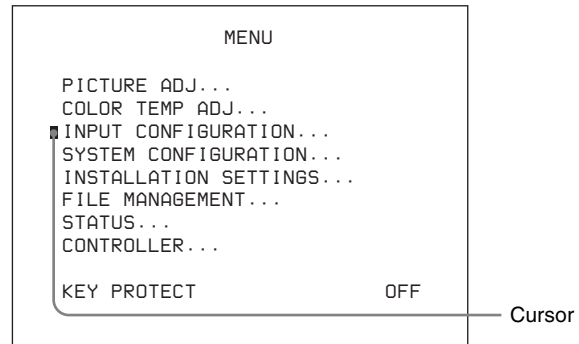 MENU
PICTURE ADJ...
COLOR TEMP ADJ...
INPUT CONFIGURATION...
SYSTEM CONFIGURATION...
INSTALLATION SETTINGS...
FILE MANAGEMENT...
STATUS...
CONTROLLER...
KEY PROTECT OFF
Cursor